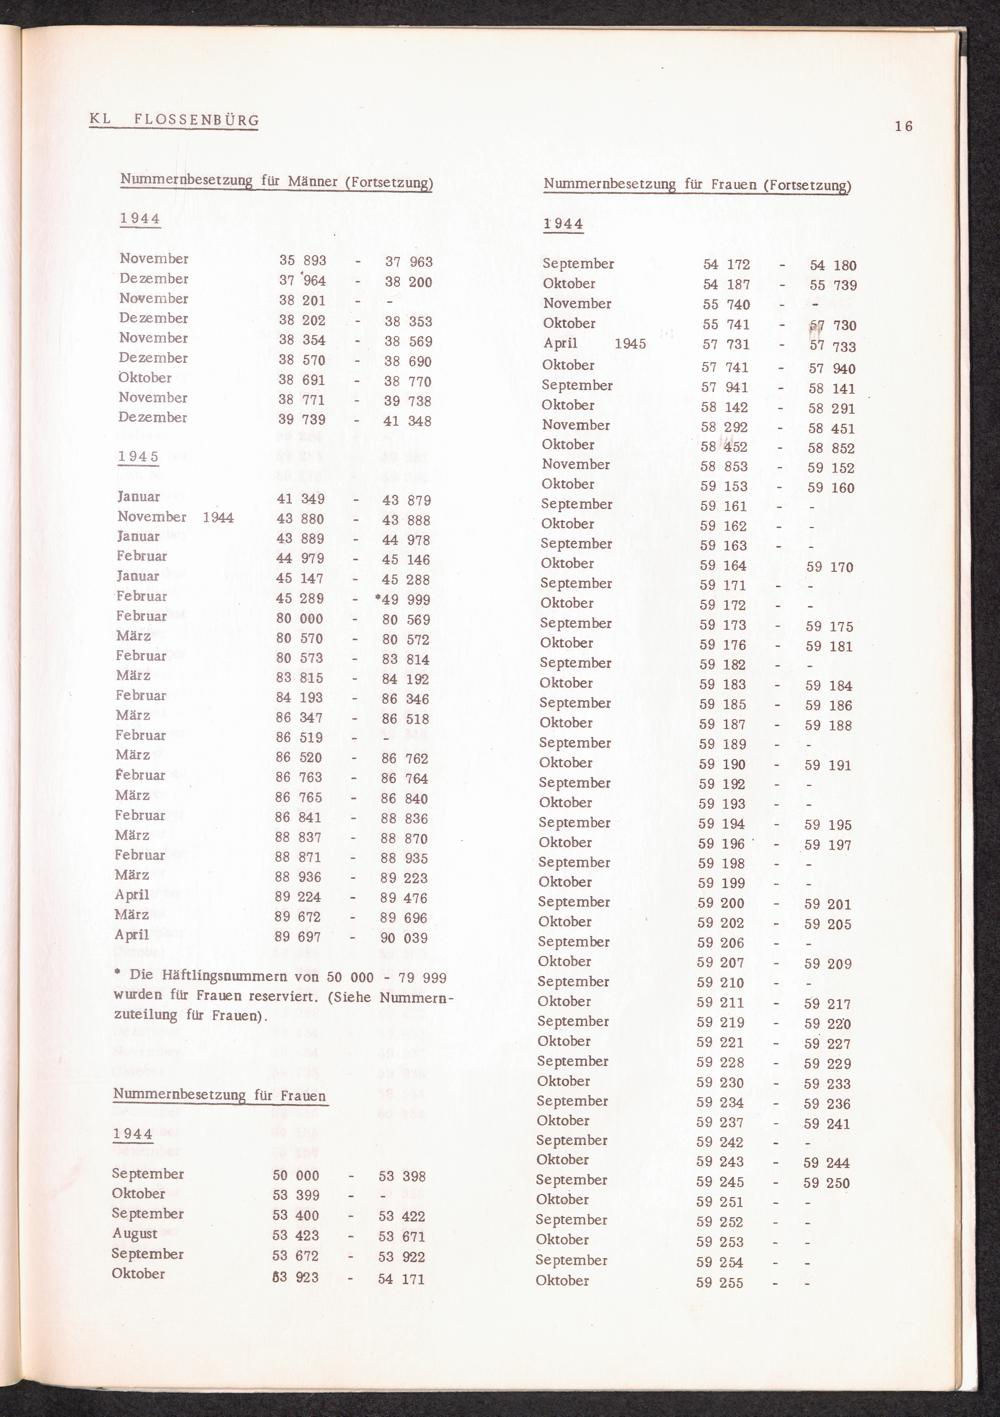 KL FLOSSENBÜRG
16
Nummernbesetzung für Männer (Fortsetzung)
1944
November 35 893 - 37 963
Dezember 37 964 - 38 200
November 38 201 - -
Dezember 38 202 - 38 353
November 38 354 - 38 569
Dezember 38 570 - 38 690
Oktober 38 691 - 38 770
November 38 771 - 39 738
Dezember 39 739 - 41 348
1945
Januar 41 349 - 43 879
November 1944 43 880 - 43 888
Januar 43 889 - 44 978
Februar 44 979 - 45 146
Januar 45 147 - 45 288
Februar 45 289 - *49 999
Februar 80 000 - 80 569
März 80 570 - 80 572
Februar 80 573 - 83 814
März 83 815 - 84 192
Februar 84 193 - 86 346
März 86 347 - 86 518
Februar 86 519 - -
März 86 520 - 86 762
Februar 86 763 - 86 764
März 86 765 - 86 840
Februar 86 841 - 88 836
März 88 837 - 88 870
Februar 88 871 - 88 935
März 88 936 - 89 223
April 89 224 - 89 476
März 89 672 - 89 696
April 89 697 - 90 039
* Die Häftlingsnummern von 50 000 - 79 999
wurden für Frauen reserviert. (Siehe Nummern-
zuteilung für Frauen).
Nummernbesetzung für Frauen
1944
September 50 000 - 53 398
Oktober 53 399 - -
September 53 400 - 53 422
August 53 423 - 53 671
September 53 672 - 53 922
Oktober 53 923 - 54 171
Nummernbesetzung für Frauen (Fortsetzung)
1944
September 54 172 - 54 180
Oktober 54 187 - 55 739
November 55 740 - -
Oktober 55 741 - 57 730
April 1945 57 731 - 57 733
Oktober 57 741 - 57 940
September 57 941 - 58 141
Oktober 58 142 - 58 291
November 58 292 - 58 451
Oktober 58 452 - 58 852
November 58 853 - 59 152
Oktober 59 153 - 59 160
September 59 161 - -
Oktober 59 162 - -
September 59 163 - -
Oktober 59 164 59 170
September 59 171 - -
Oktober 59 172 - -
September 59 173 - 59 175
Oktober 59 176 - 59 181
September 59 182 - -
Oktober 59 183 - 59 184
September 59 185 - 59 186
Oktober 59 187 - 59 188
September 59 189 - -
Oktober 59 190 - 59 191
September 59 192 - -
Oktober 59 193 - -
September 59 194 - 59 195
Oktober 59 196 - 59 197
September 59 198 - -
Oktober 59 199 - -
September 59 200 - 59 201
Oktober 59 202 - 59 205
September 59 206 - -
Oktober 59 207 - 59 209
September 59 210 - -
Oktober 59 211 - 59 217
September 59 219 - 59 220
Oktober 59 221 - 59 227
September 59 228 - 59 229
Oktober 59 230 - 59 233
September 59 234 - 59 236
Oktober 59 237 - 59 241
September 59 242 - -
Oktober 59 243 - 59 244
September 59 245 - 59 250
Oktober 59 251 - -
September 59 252 - -
Oktober 59 253 - -
September 59 254 - -
Oktober 59 255 - -